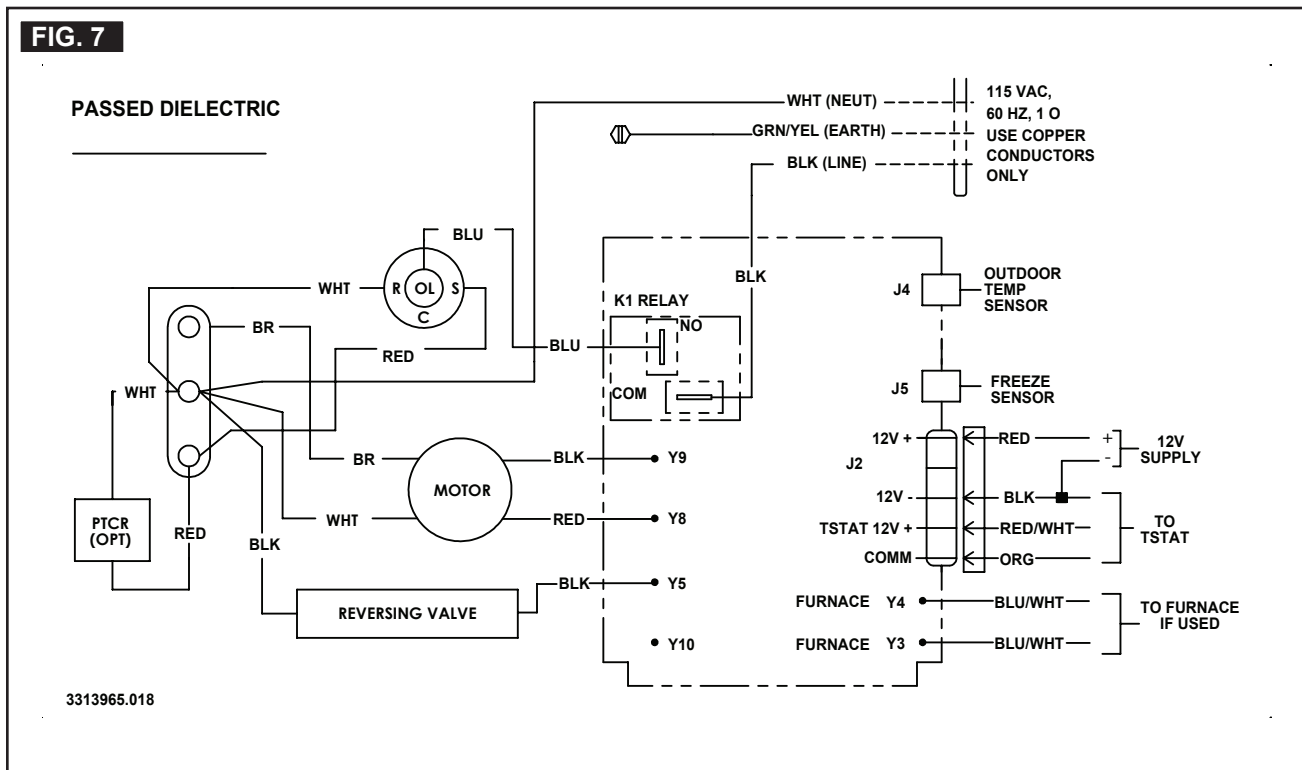 FIG. 7
PASSED DIELECTRIC
WHT (NEUT)
GRN/YEL (EARTH)
BLK (LINE)
115 VAC,
60 HZ, 1 O
USE COPPER
CONDUCTORS
ONLY
BLU
WHT
R
OL
S
C
BR
RED
WHT
BLU
BLK
K1 RELAY
NO
COM
J4
OUTDOOR
TEMP
SENSOR
J5
FREEZE
SENSOR
12V +
RED
+
-
12V
SUPPLY
J2
12V -
BLK
TSTAT 12V +
RED/WHT
TO
TSTAT
COMM
ORG
BR
MOTOR
BLK
Y9
WHT
RED
Y8
PTCR
(OPT)
RED
BLK
BLK
Y5
REVERSING VALVE
Y10
FURNACE Y4
BLU/WHT
TO FURNACE
IF USED
FURNACE Y3
BLU/WHT
3313965.018